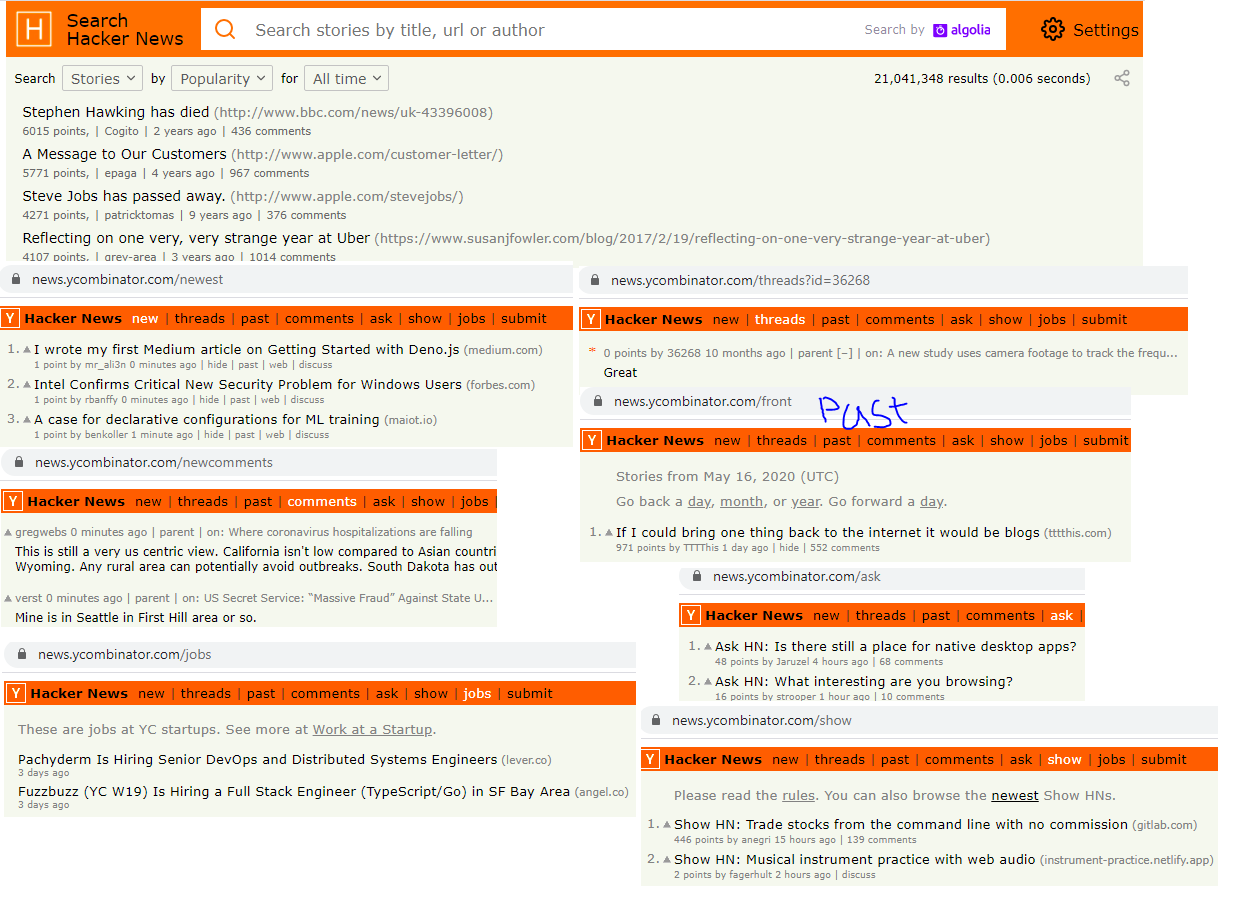 H Search Hacker News Search stories by title, url or author Search by algolia Settings
Search Stories by Popularity for All time 21,041,348 results (0.006 seconds)
Stephen Hawking has died (http://www.bbc.com/news/uk-43396008)
6015 points, | Cogito | 2 years ago | 436 comments
A Message to Our Customers (http://www.apple.com/customer-letter/)
5771 points, | epaga | 4 years ago | 967 comments
Steve Jobs has passed away. (http://www.apple.com/stevejobs/)
4271 points, | patricktomas | 9 years ago | 376 comments
Reflecting on one very, very strange year at Uber (https://www.susanjfowler.com/blog/2017/2/19/reflecting-on-one-very-strange-year-at-uber)
4107 points, | grey-area | 3 years ago | 1014 comments
news.ycombinator.com/newest
Y Hacker News new | threads | past | comments | ask | show | jobs | submit
1. I wrote my first Medium article on Getting Started with Deno.js (medium.com)
1 point by mr_ali3n 0 minutes ago | hide | past | web | discuss
2. Intel Confirms Critical New Security Problem for Windows Users (forbes.com)
1 point by rbanffy 0 minutes ago | hide | past | web | discuss
3. A case for declarative configurations for ML training (maiot.io)
1 point by benkoller 1 minute ago | hide | past | web | discuss
news.ycombinator.com/threads?id=36268
Y Hacker News new | threads | past | comments | ask | show | jobs | submit
* 0 points by 36268 10 months ago | parent [–] | on: A new study uses camera footage to track the frequ...
Great
news.ycombinator.com/front
past
Y Hacker News new | threads | past | comments | ask | show | jobs | submit
Stories from May 16, 2020 (UTC)
Go back a day, month, or year. Go forward a day.
1. If I could bring one thing back to the internet it would be blogs (tttthis.com)
971 points by TTTThis 1 day ago | hide | 552 comments
news.ycombinator.com/newcomments
Y Hacker News new | threads | past | comments | ask | show | jobs |
gregwebs 0 minutes ago | parent | on: Where coronavirus hospitalizations are falling
This is still a very us centric view. California isn't low compared to Asian countri
Wyoming. Any rural area can potentially avoid outbreaks. South Dakota has out
verst 0 minutes ago | parent | on: US Secret Service: “Massive Fraud” Against State U...
Mine is in Seattle in First Hill area or so.
news.ycombinator.com/ask
Y Hacker News new | threads | past | comments | ask |
1. Ask HN: Is there still a place for native desktop apps?
48 points by Jaruzel 4 hours ago | 68 comments
2. Ask HN: What interesting are you browsing?
16 points by strooper 1 hour ago | 10 comments
news.ycombinator.com/jobs
Y Hacker News new | threads | past | comments | ask | show | jobs | submit
These are jobs at YC startups. See more at Work at a Startup.
Pachyderm Is Hiring Senior DevOps and Distributed Systems Engineers (lever.co)
3 days ago
Fuzzbuzz (YC W19) Is Hiring a Full Stack Engineer (TypeScript/Go) in SF Bay Area (angel.co)
3 days ago
news.ycombinator.com/show
Y Hacker News new | threads | past | comments | ask | show | jobs | submit
Please read the rules. You can also browse the newest Show HNs.
1. Show HN: Trade stocks from the command line with no commission (gitlab.com)
446 points by anegri 15 hours ago | 139 comments
2. Show HN: Musical instrument practice with web audio (instrument-practice.netlify.app)
2 points by fagerhult 2 hours ago | discuss